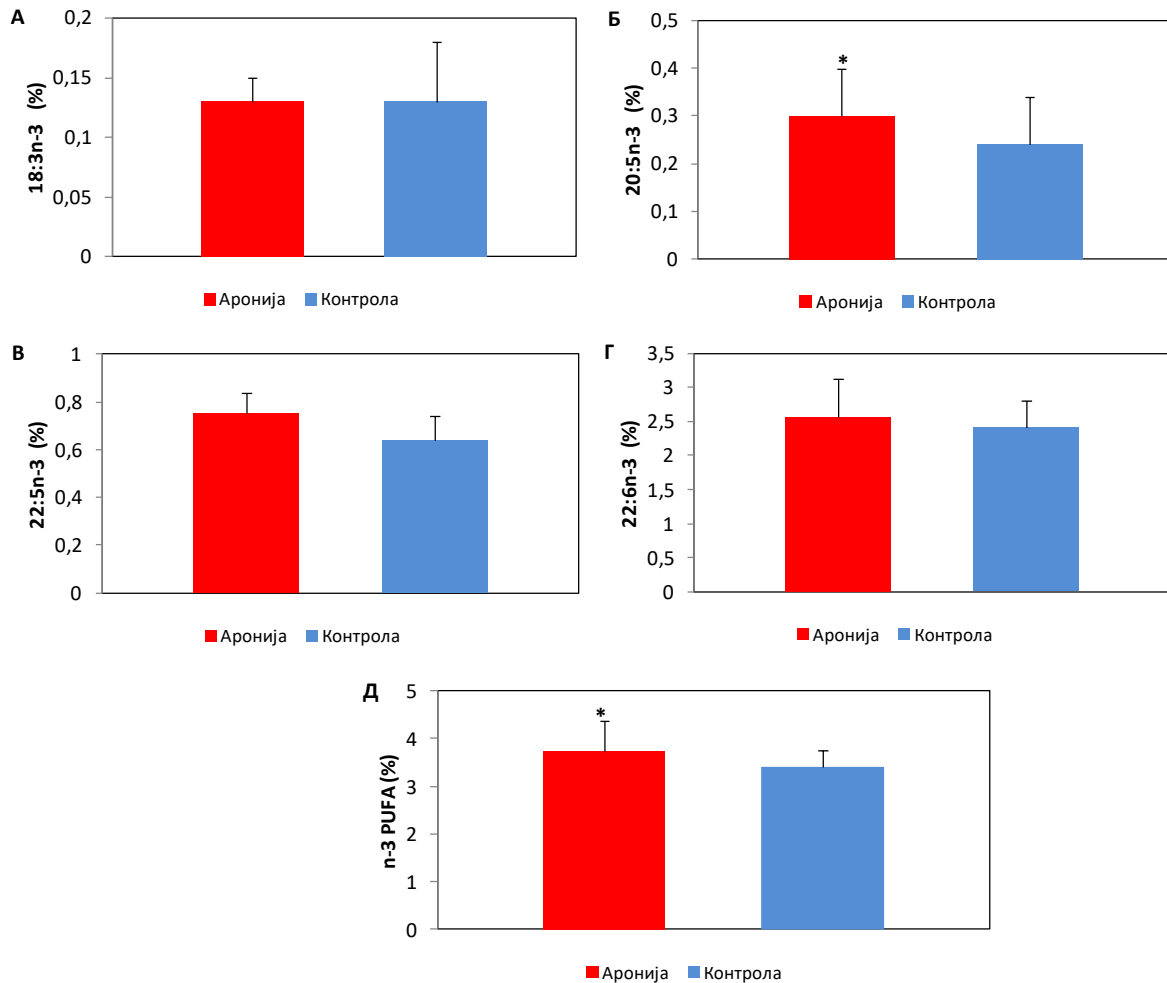 А
18:3n-3 (%)
0,2
0,15
0,1
0,05
0
Аронија Контрола
Б
20:5n-3 (%)
0,5
0,4
0,3
0,2
0,1
0
*
Аронија Контрола
В
22:5n-3 (%)
1
0,8
0,6
0,4
0,2
0
Аронија Контрола
Г
22:6n-3 (%)
3,5
3
2,5
2
1,5
1
0,5
0
Аронија Контрола
Д
n-3 PUFA (%)
5
4
3
2
1
0
*
Аронија Контрола